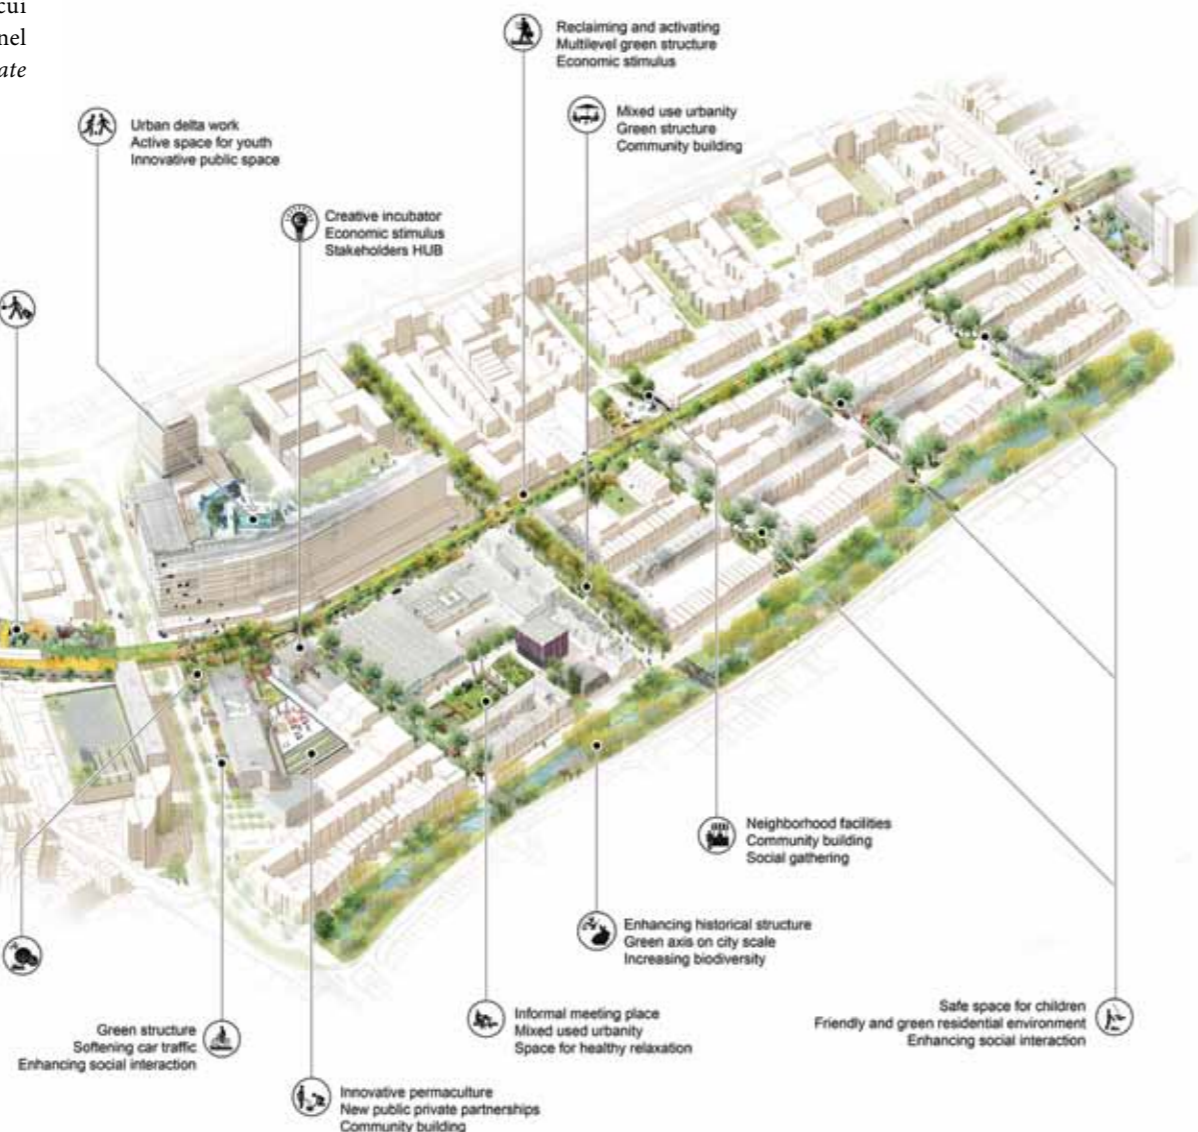 cui
nel
ate
Reclaiming and activating
Multilevel green structure
Economic stimulus
Mixed use urbanity
Green structure
Community building
Urban delta work
Active space for youth
Innovative public space
Creative incubator
Economic stimulus
Stakeholders HUB
Neighborhood facilities
Community building
Social gathering
Enhancing historical structure
Green axis on city scale
Increasing biodiversity
Informal meeting place
Mixed used urbanity
Space for healthy relaxation
Safe space for children
Friendly and green residential environment
Enhancing social interaction
Green structure
Softening car traffic
Enhancing social interaction
Innovative permaculture
New public private partnerships
Community building